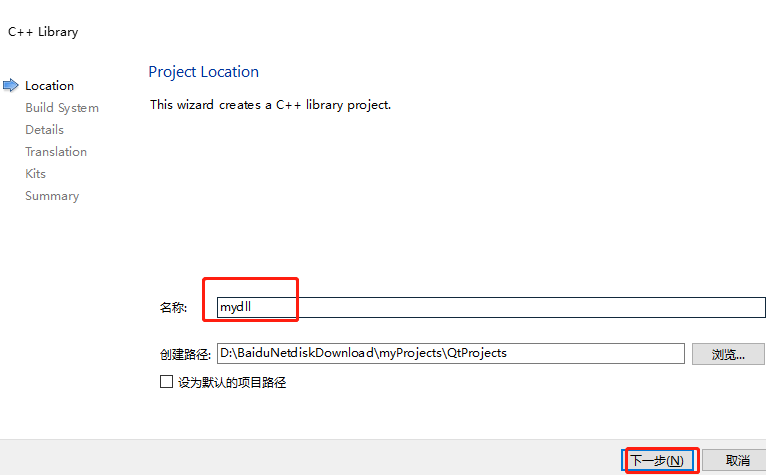 C++ Library
Location
Build System
Details
Translation
Kits
Summary
Project Location
This wizard creates a C++ library project.
名称: mydll
创建路径: D:\BaiduNetdiskDownload\myProjects\QtProjects 浏览...
设为默认的项目路径
下一步(N) 取消